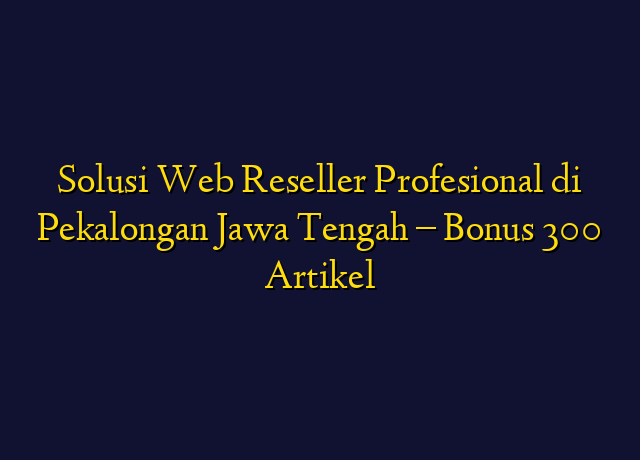 Solusi Web Reseller Profesional di
Pekalongan Jawa Tengah – Bonus 300
Artikel